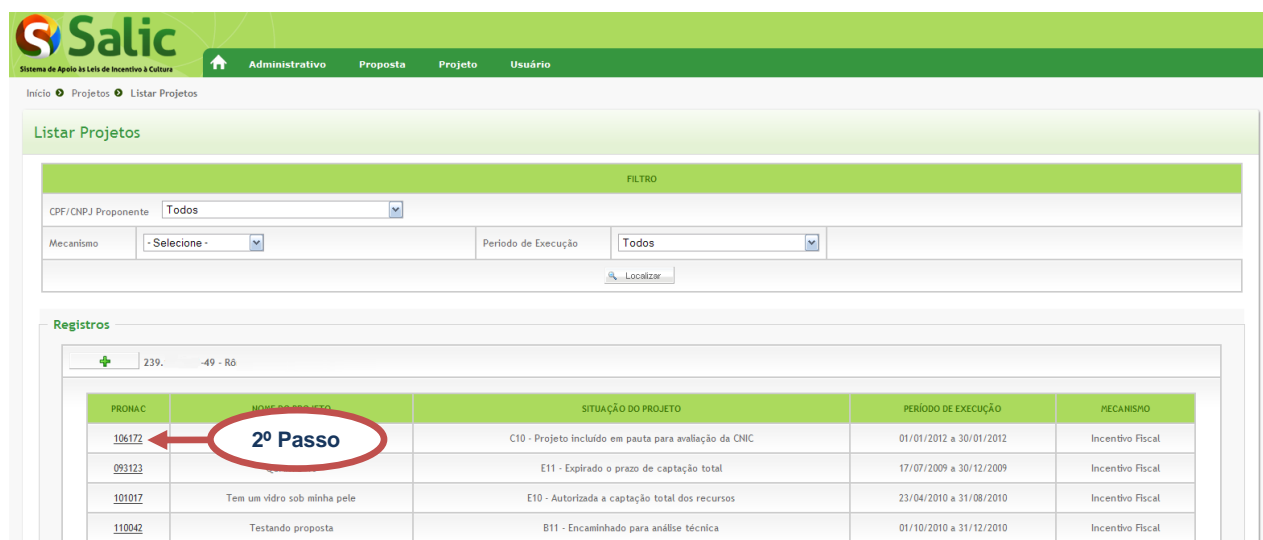 Salic
Sistema de Apoio às Leis de Incentivo à Cultura
Administrativo Proposta Projeto Usuário
Início Projetos Listar Projetos
Listar Projetos
FILTRO
CPF/CNPJ Proponente Todos
Mecanismo - Selecione - Período de Execução Todos
Localizar
Registros
239. -49 - Rô
PRONAC NOME DO PROJETO SITUAÇÃO DO PROJETO PERÍODO DE EXECUÇÃO MECANISMO
106172 2º Passo C10 - Projeto incluído em pauta para avaliação da CNIC 01/01/2012 a 30/01/2012 Incentivo Fiscal
093123 E11 - Expirado o prazo de captação total 17/07/2009 a 30/12/2009 Incentivo Fiscal
101017 Tem um vidro sob minha pele E10 - Autorizada a captação total dos recursos 23/04/2010 a 31/08/2010 Incentivo Fiscal
110042 Testando proposta B11 - Encaminhado para análise técnica 01/10/2010 a 31/12/2010 Incentivo Fiscal